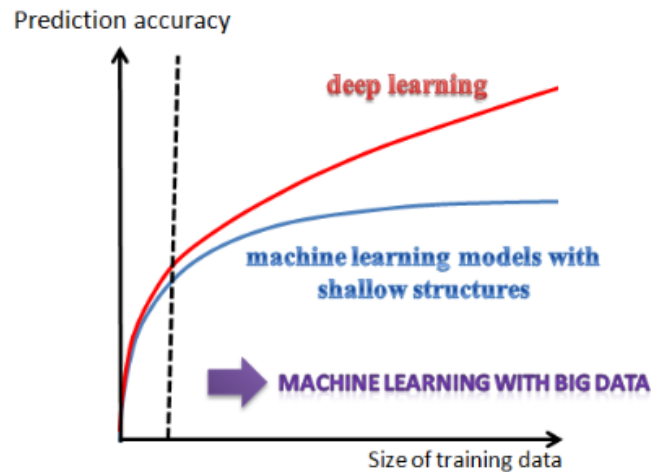 Prediction accuracy
deep learning
machine learning models with
shallow structures
MACHINE LEARNING WITH BIG DATA
Size of training data